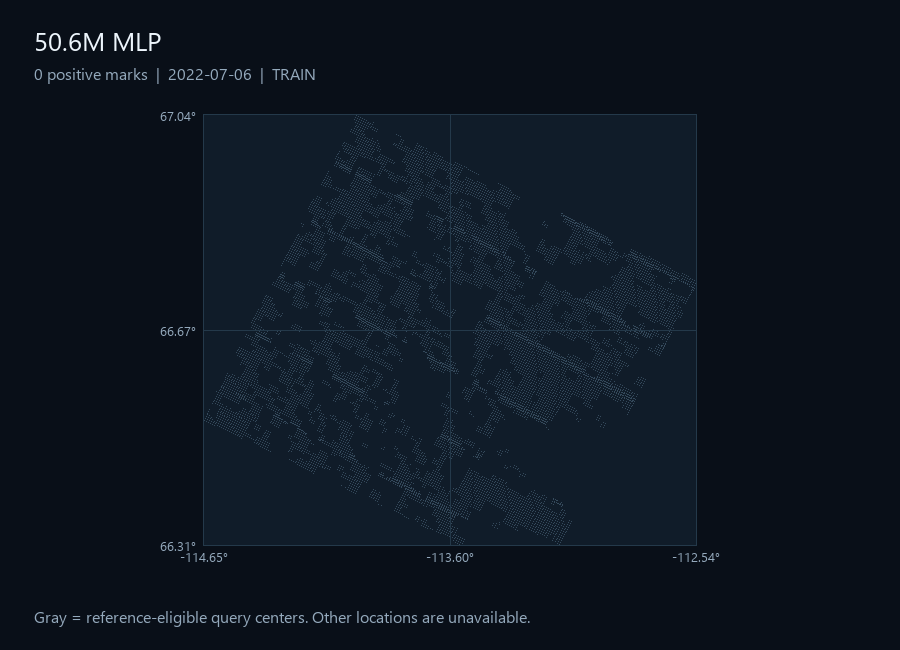 50.6M MLP
0 positive marks | 2022-07-06 | TRAIN
67.04°
66.67°
66.31°
-114.65° -113.60° -112.54°
Gray = reference-eligible query centers. Other locations are unavailable.